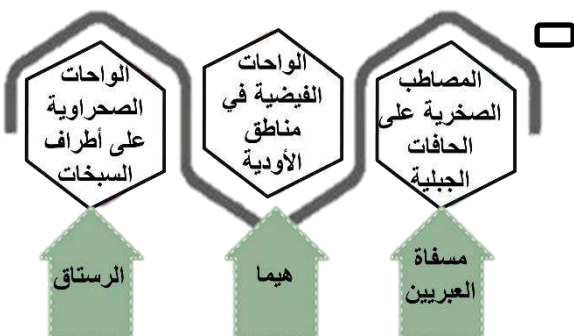 المصاطب
الصخرية على
الحافات
الجبلية
الواحات
الفيضية في
مناطق
الأودية
الواحات
الصحراوية
على أطراف
السبخات
مسفاة
العبريين
هيما
الرستاق